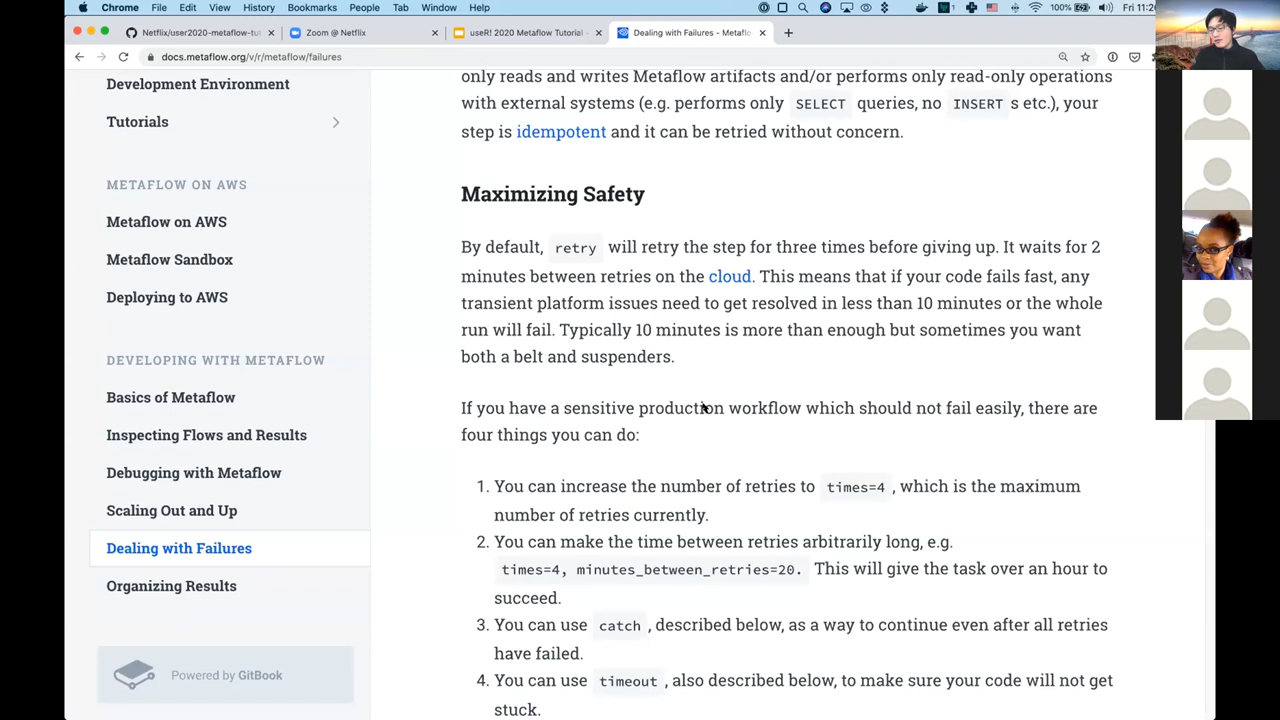 Chrome File Edit View History Bookmarks People Tab Window Help
1 100% Fri 11:20
Netflix/user2020-metaflow-tut
Zoom @ Netflix
useR! 2020 Metaflow Tutorial -
Dealing with Failures - Metaflo
docs.metaflow.org/v/r/metaflow/failures
Development Environment
Tutorials
METAFLOW ON AWS
Metaflow on AWS
Metaflow Sandbox
Deploying to AWS
DEVELOPING WITH METAFLOW
Basics of Metaflow
Inspecting Flows and Results
Debugging with Metaflow
Scaling Out and Up
Dealing with Failures
Organizing Results
Powered by GitBook
only reads and writes Metaflow artifacts and/or performs only read-only operations
with external systems (e.g. performs only SELECT queries, no INSERT s etc.), your
step is idempotent and it can be retried without concern.
Maximizing Safety
By default, retry will retry the step for three times before giving up. It waits for 2
minutes between retries on the cloud. This means that if your code fails fast, any
transient platform issues need to get resolved in less than 10 minutes or the whole
run will fail. Typically 10 minutes is more than enough but sometimes you want
both a belt and suspenders.
If you have a sensitive production workflow which should not fail easily, there are
four things you can do:
1. You can increase the number of retries to times=4 , which is the maximum
number of retries currently.
2. You can make the time between retries arbitrarily long, e.g.
times=4, minutes_between_retries=20. This will give the task over an hour to
succeed.
3. You can use catch , described below, as a way to continue even after all retries
have failed.
4. You can use timeout , also described below, to make sure your code will not get
stuck.